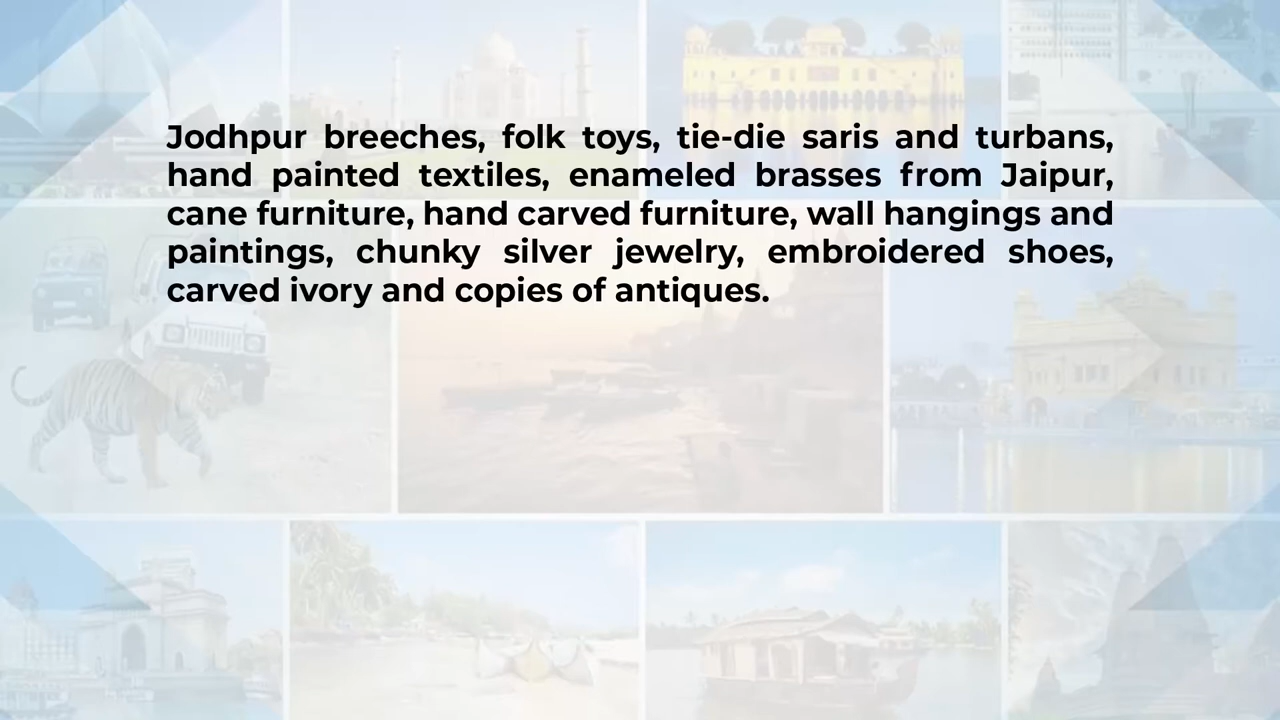 Jodhpur breeches, folk toys, tie-die saris and turbans,
hand painted textiles, enameled brasses from Jaipur,
cane furniture, hand carved furniture, wall hangings and
paintings, chunky silver jewelry, embroidered shoes,
carved ivory and copies of antiques.